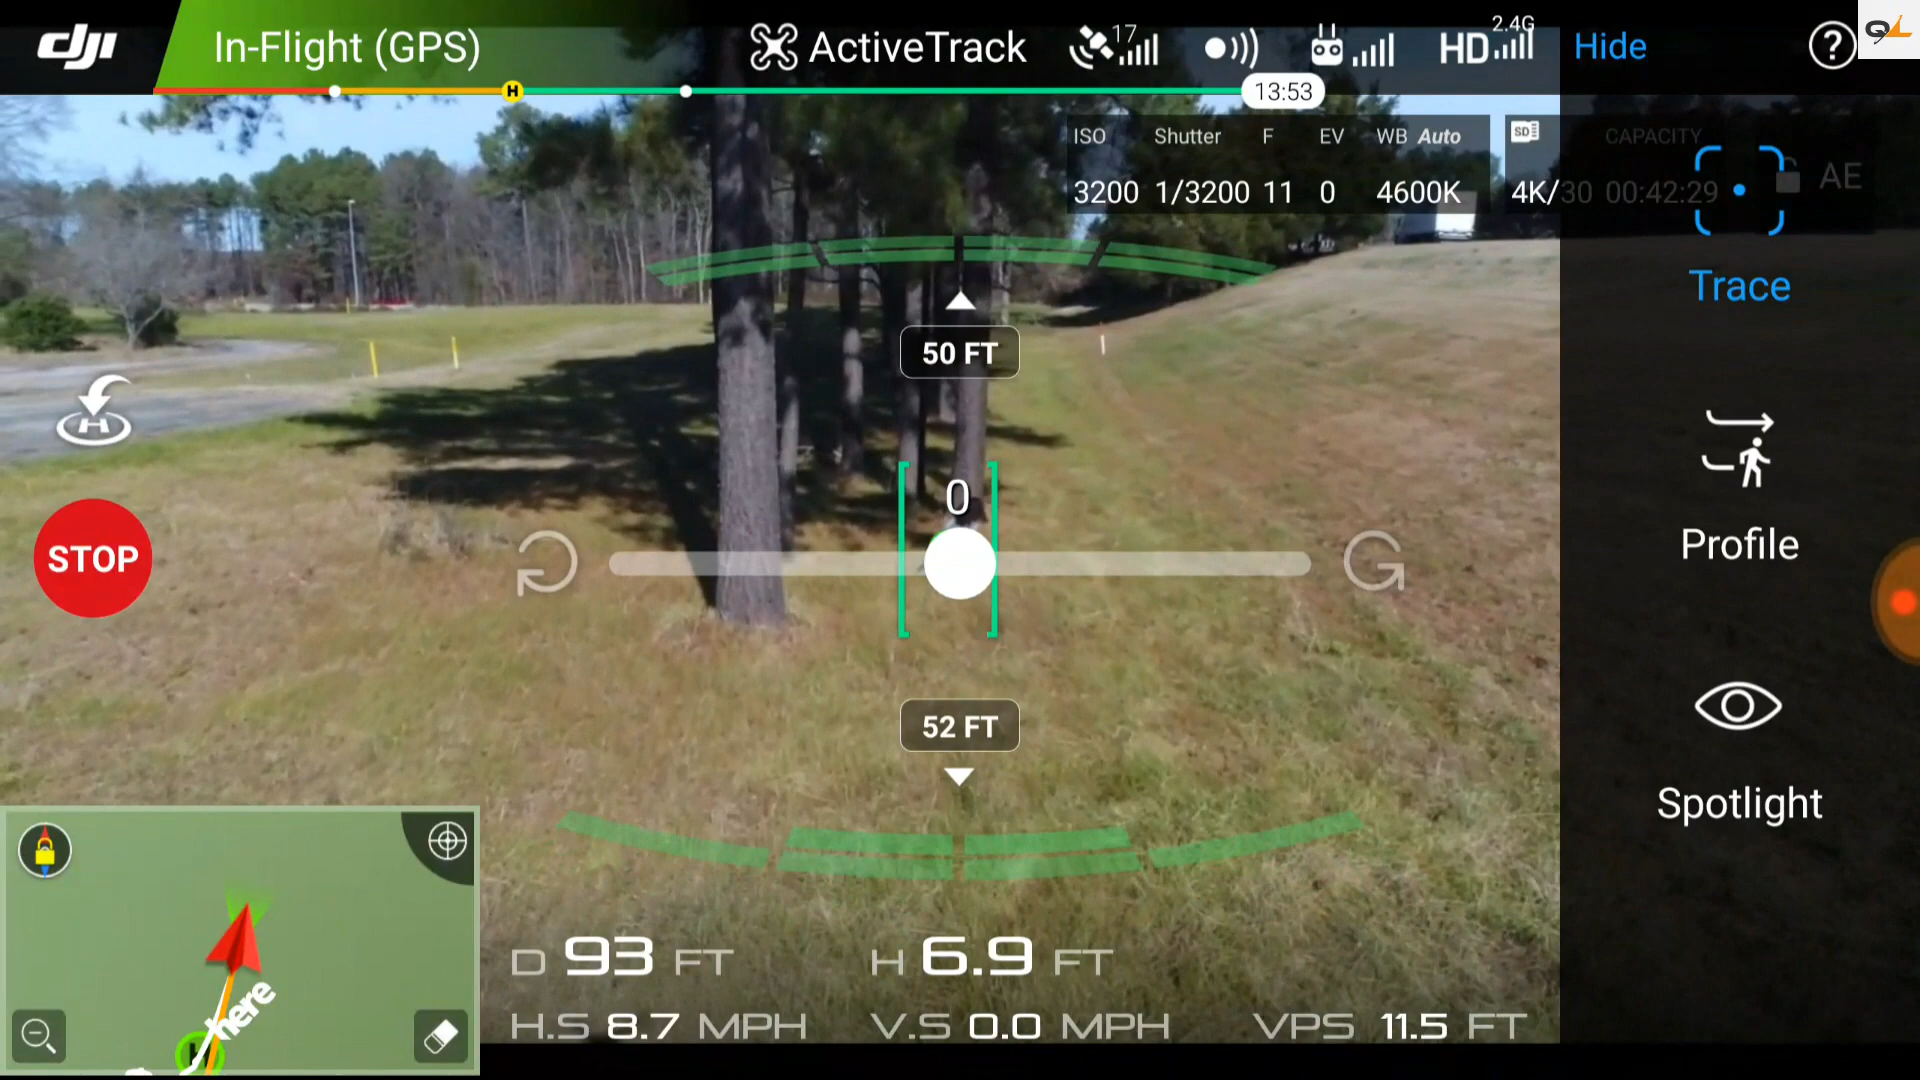 dji In-Flight (GPS) ActiveTrack 17 HD 2.4G Hide ? QL
H 13:53
ISO Shutter F EV WB Auto SD CAPACITY
3200 1/3200 11 0 4600K 4K/30 00:42:29 AE
Trace
50 FT
H
0
STOP
Profile
52 FT
Spotlight
D 93 FT H 6.9 FT
here
H.S 8.7 MPH V.S 0.0 MPH VPS 11.5 FT
H